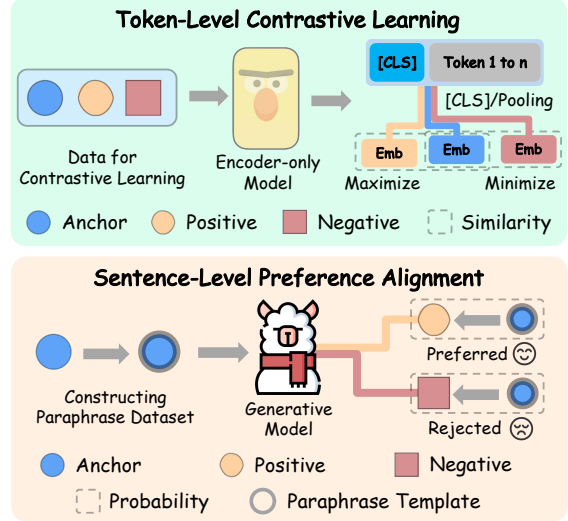 Token-Level Contrastive Learning
[CLS]
Token 1 to n
[CLS]/Pooling
Emb
Emb
Emb
Data for
Contrastive Learning
Encoder-only
Model
Maximize
Minimize
Anchor
Positive
Negative
Similarity
Sentence-Level Preference Alignment
Preferred
Constructing
Paraphrase Dataset
Generative
Model
Rejected
Anchor
Positive
Negative
Probability
Paraphrase Template